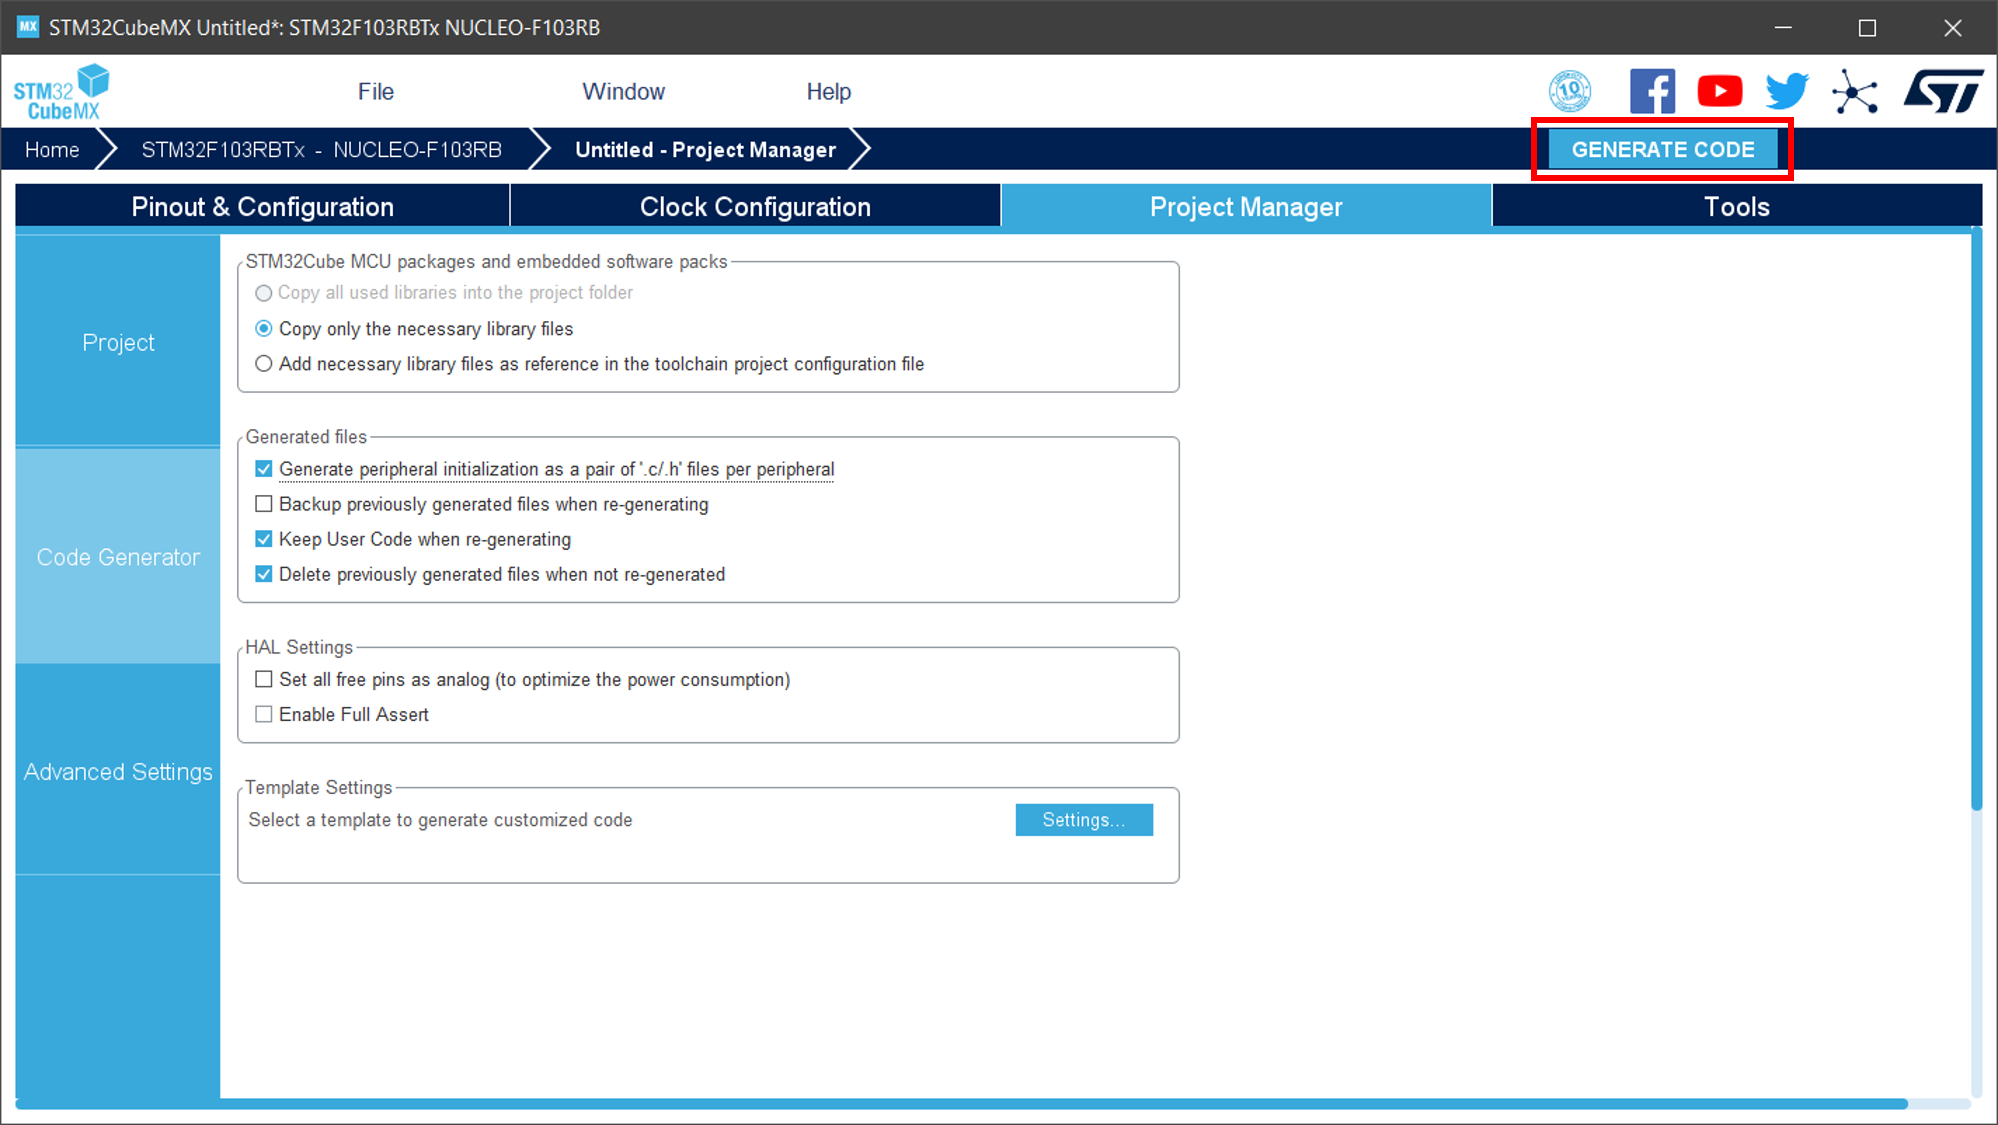 MX STM32CubeMX Untitled*: STM32F103RBTx NUCLEO-F103RB
STM32
CubeMX
File
Window
Help
10
Home
STM32F103RBTx - NUCLEO-F103RB
Untitled - Project Manager
GENERATE CODE
Pinout & Configuration
Clock Configuration
Project Manager
Tools
Project
Code Generator
Advanced Settings
STM32Cube MCU packages and embedded software packs
Copy all used libraries into the project folder
Copy only the necessary library files
Add necessary library files as reference in the toolchain project configuration file
Generated files
Generate peripheral initialization as a pair of '.c/.h' files per peripheral
Backup previously generated files when re-generating
Keep User Code when re-generating
Delete previously generated files when not re-generated
HAL Settings
Set all free pins as analog (to optimize the power consumption)
Enable Full Assert
Template Settings
Select a template to generate customized code
Settings...